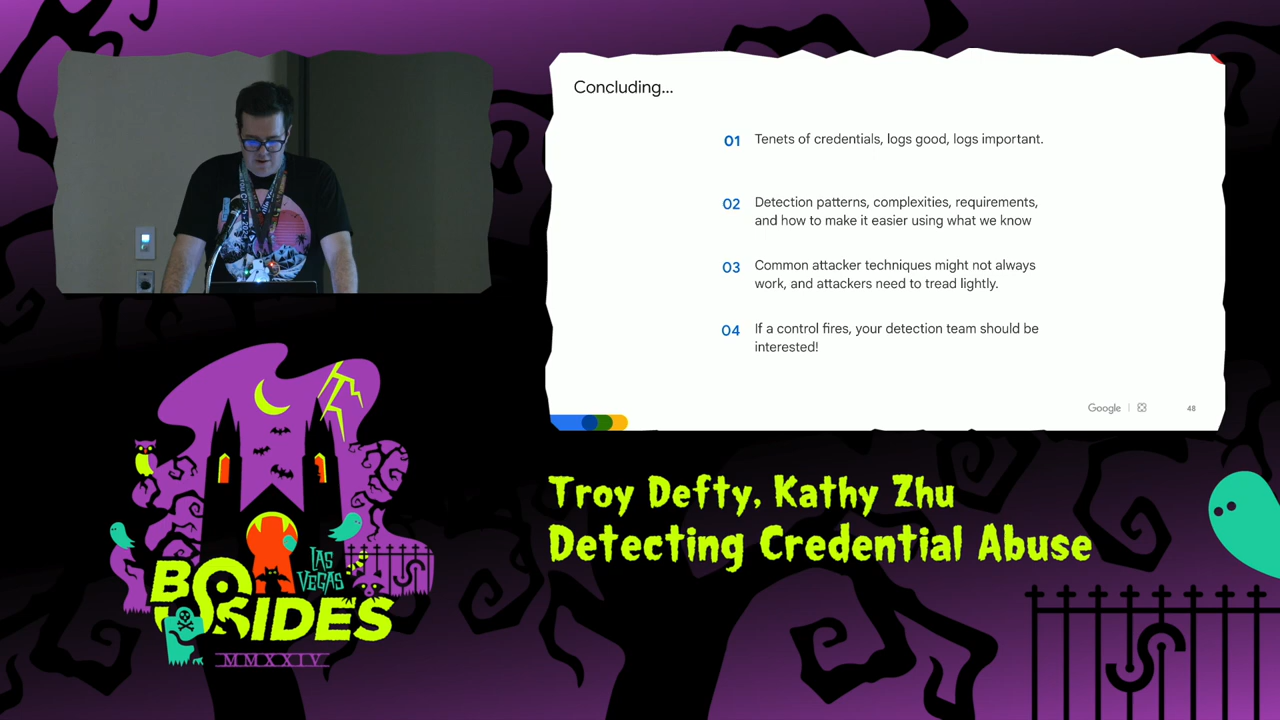 Concluding...
01 Tenets of credentials, logs good, logs important.
02 Detection patterns, complexities, requirements,
and how to make it easier using what we know
03 Common attacker techniques might not always
work, and attackers need to tread lightly.
04 If a control fires, your detection team should be
interested!
Google
48
LAS
VEGAS
BSIDES
MMXXIV
Troy Defty, Kathy Zhu
Detecting Credential Abuse